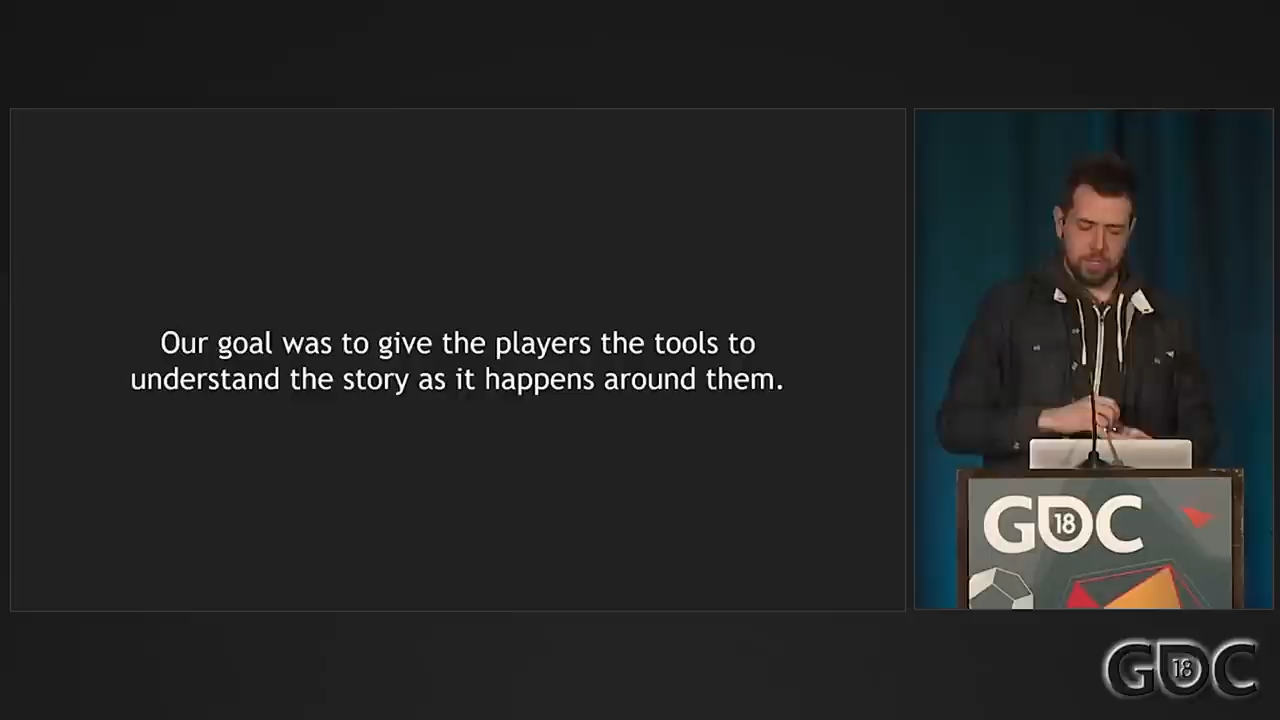 Our goal was to give the players the tools to
understand the story as it happens around them.
GDC
18
GDC
18